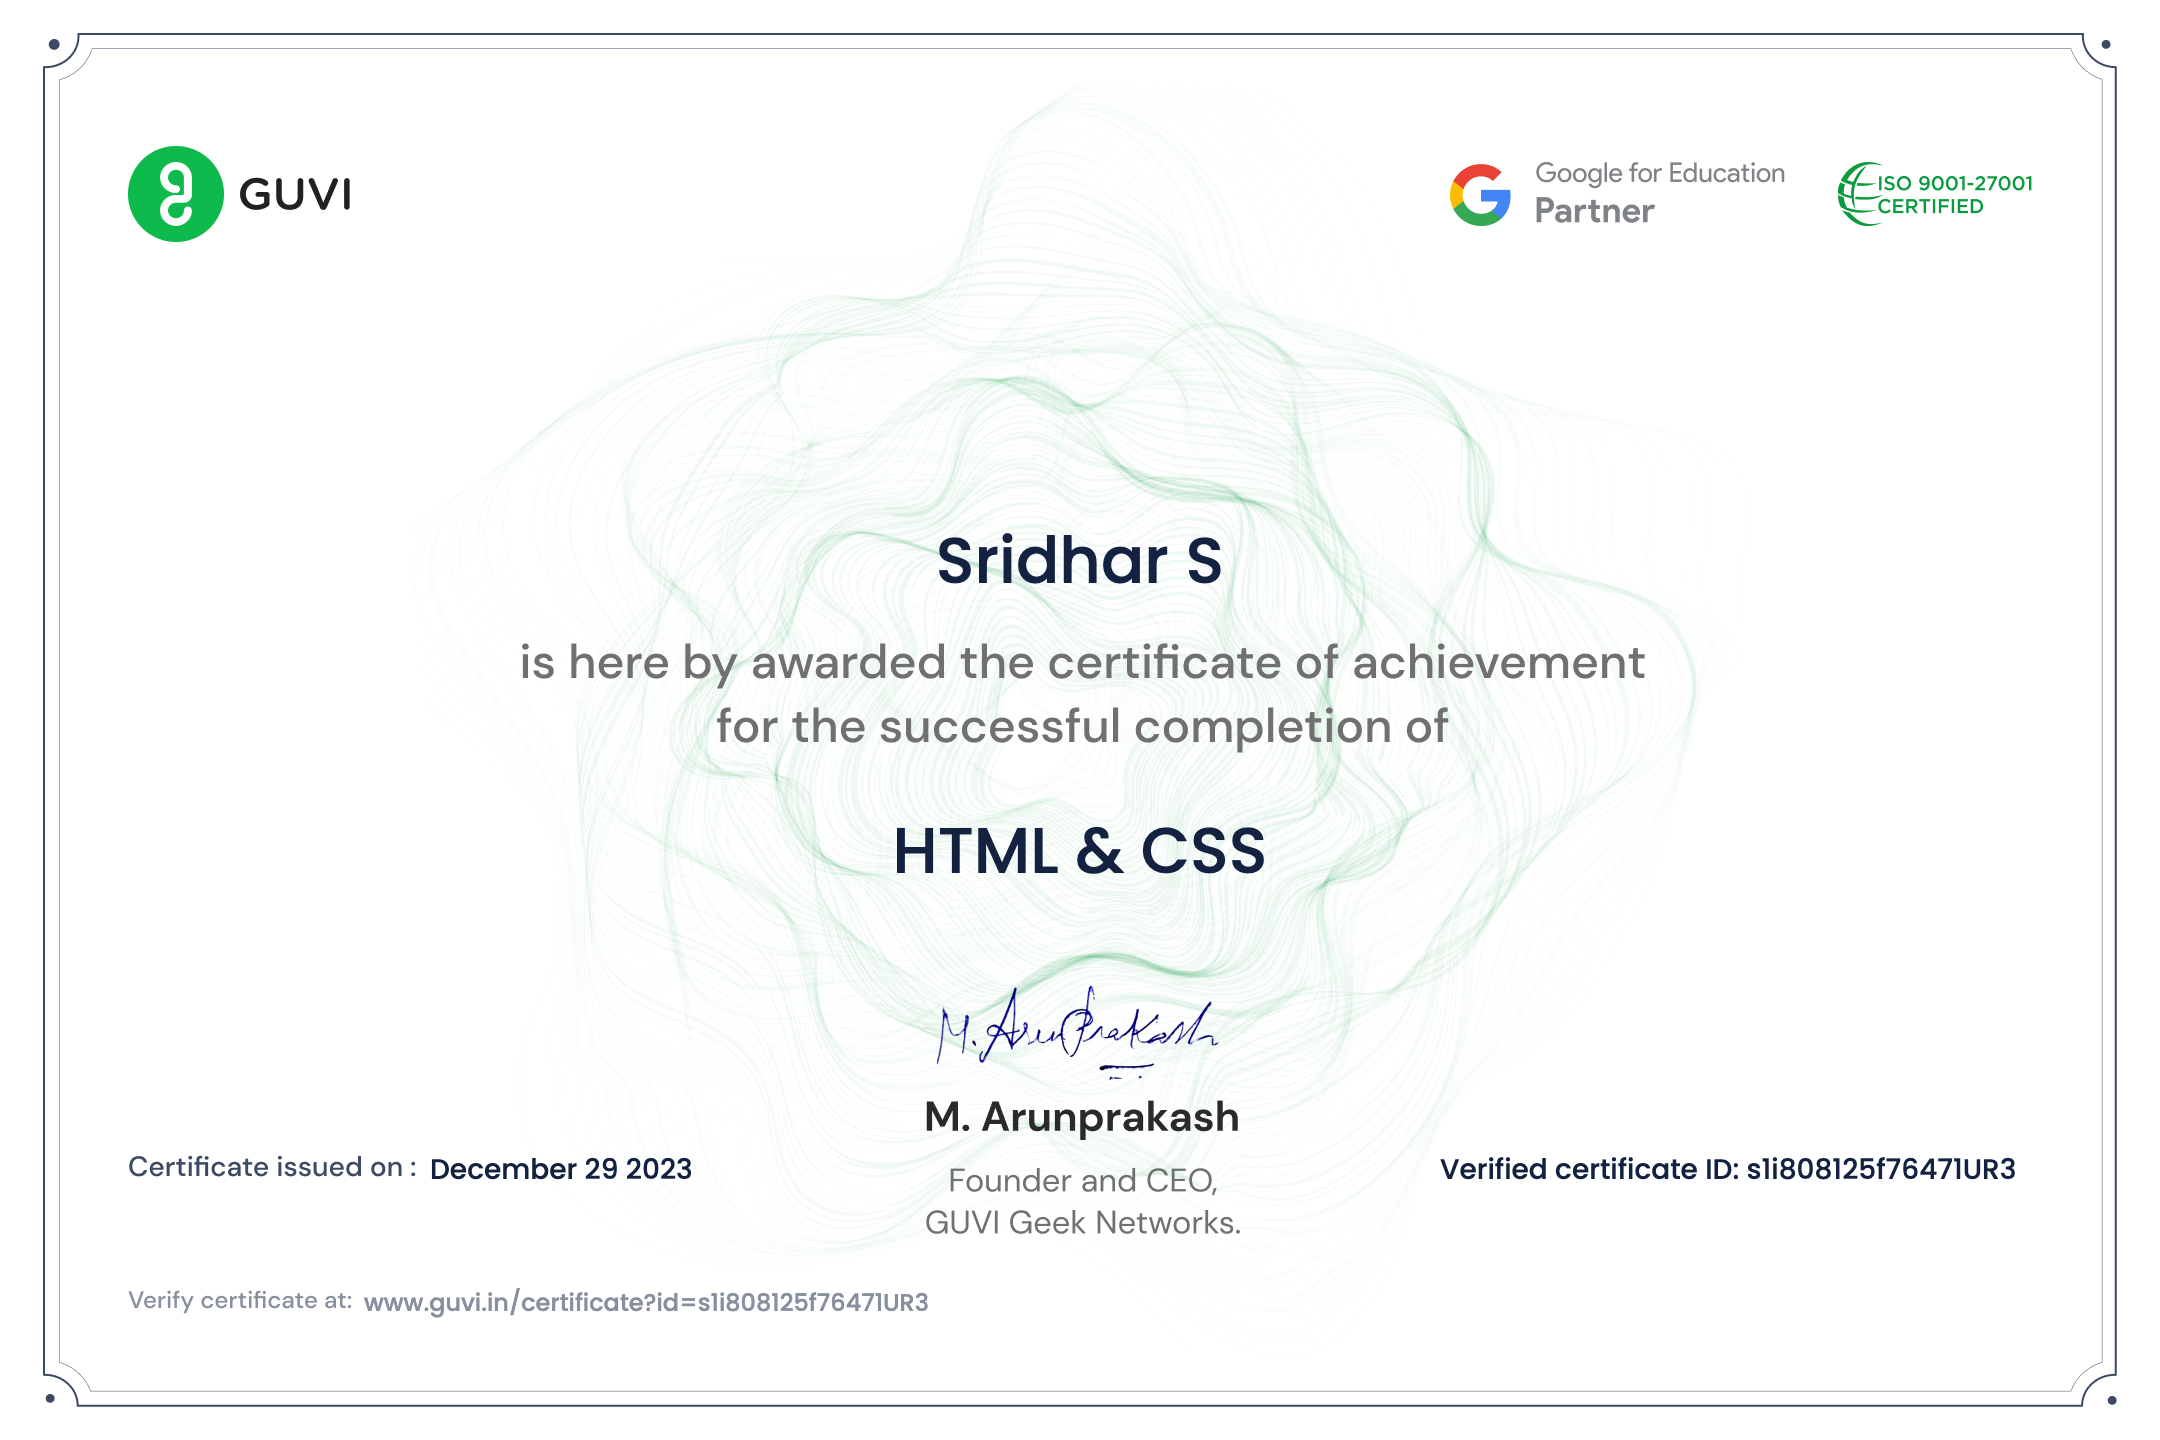 GUVI
Google for Education
Partner
ISO 9001-27001
CERTIFIED
Sridhar S
is here by awarded the certificate of achievement
for the successful completion of
HTML & CSS
M. ArunPrakash
M. Arunprakash
Founder and CEO,
GUVI Geek Networks.
Certificate issued on : December 29 2023
Verified certificate ID: s1i808125f76471UR3
Verify certificate at: www.guvi.in/certificate?id=s1i808125f76471UR3